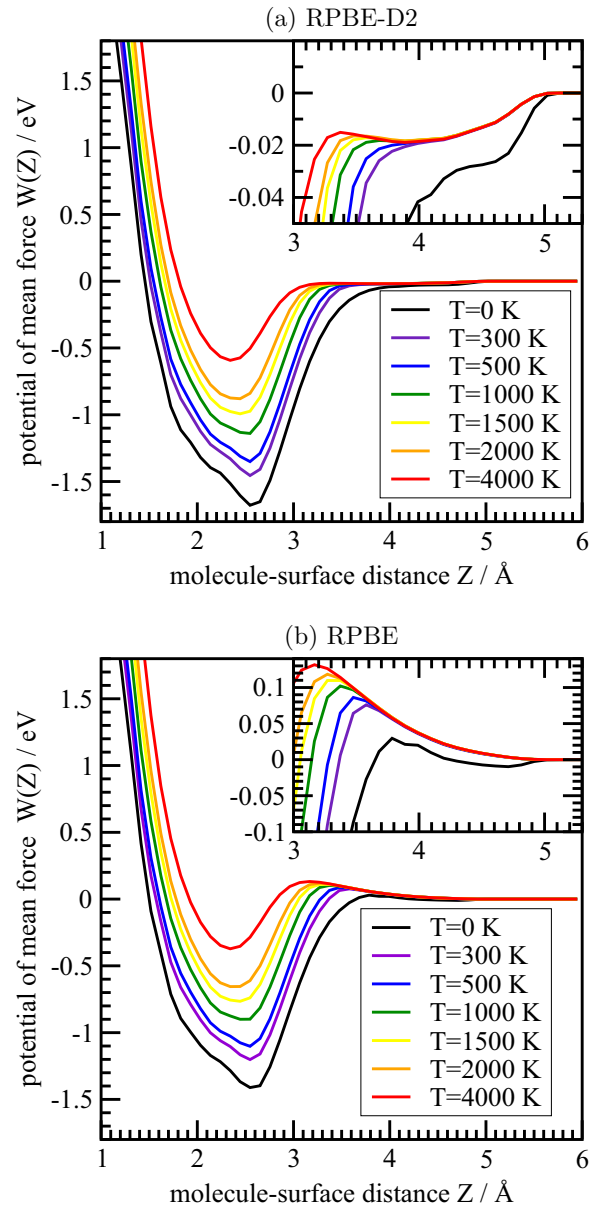 (a) RPBE-D2
potential of mean force W(Z) / eV
1.5
1
0.5
0
-0.5
-1
-1.5
0
-0.02
-0.04
3 4 5
T=0 K
T=300 K
T=500 K
T=1000 K
T=1500 K
T=2000 K
T=4000 K
1 2 3 4 5 6
molecule-surface distance Z / Å
(b) RPBE
potential of mean force W(Z) / eV
1.5
1
0.5
0
-0.5
-1
-1.5
0.1
0.05
0
-0.05
-0.1
3 4 5
T=0 K
T=300 K
T=500 K
T=1000 K
T=1500 K
T=2000 K
T=4000 K
1 2 3 4 5 6
molecule-surface distance Z / Å